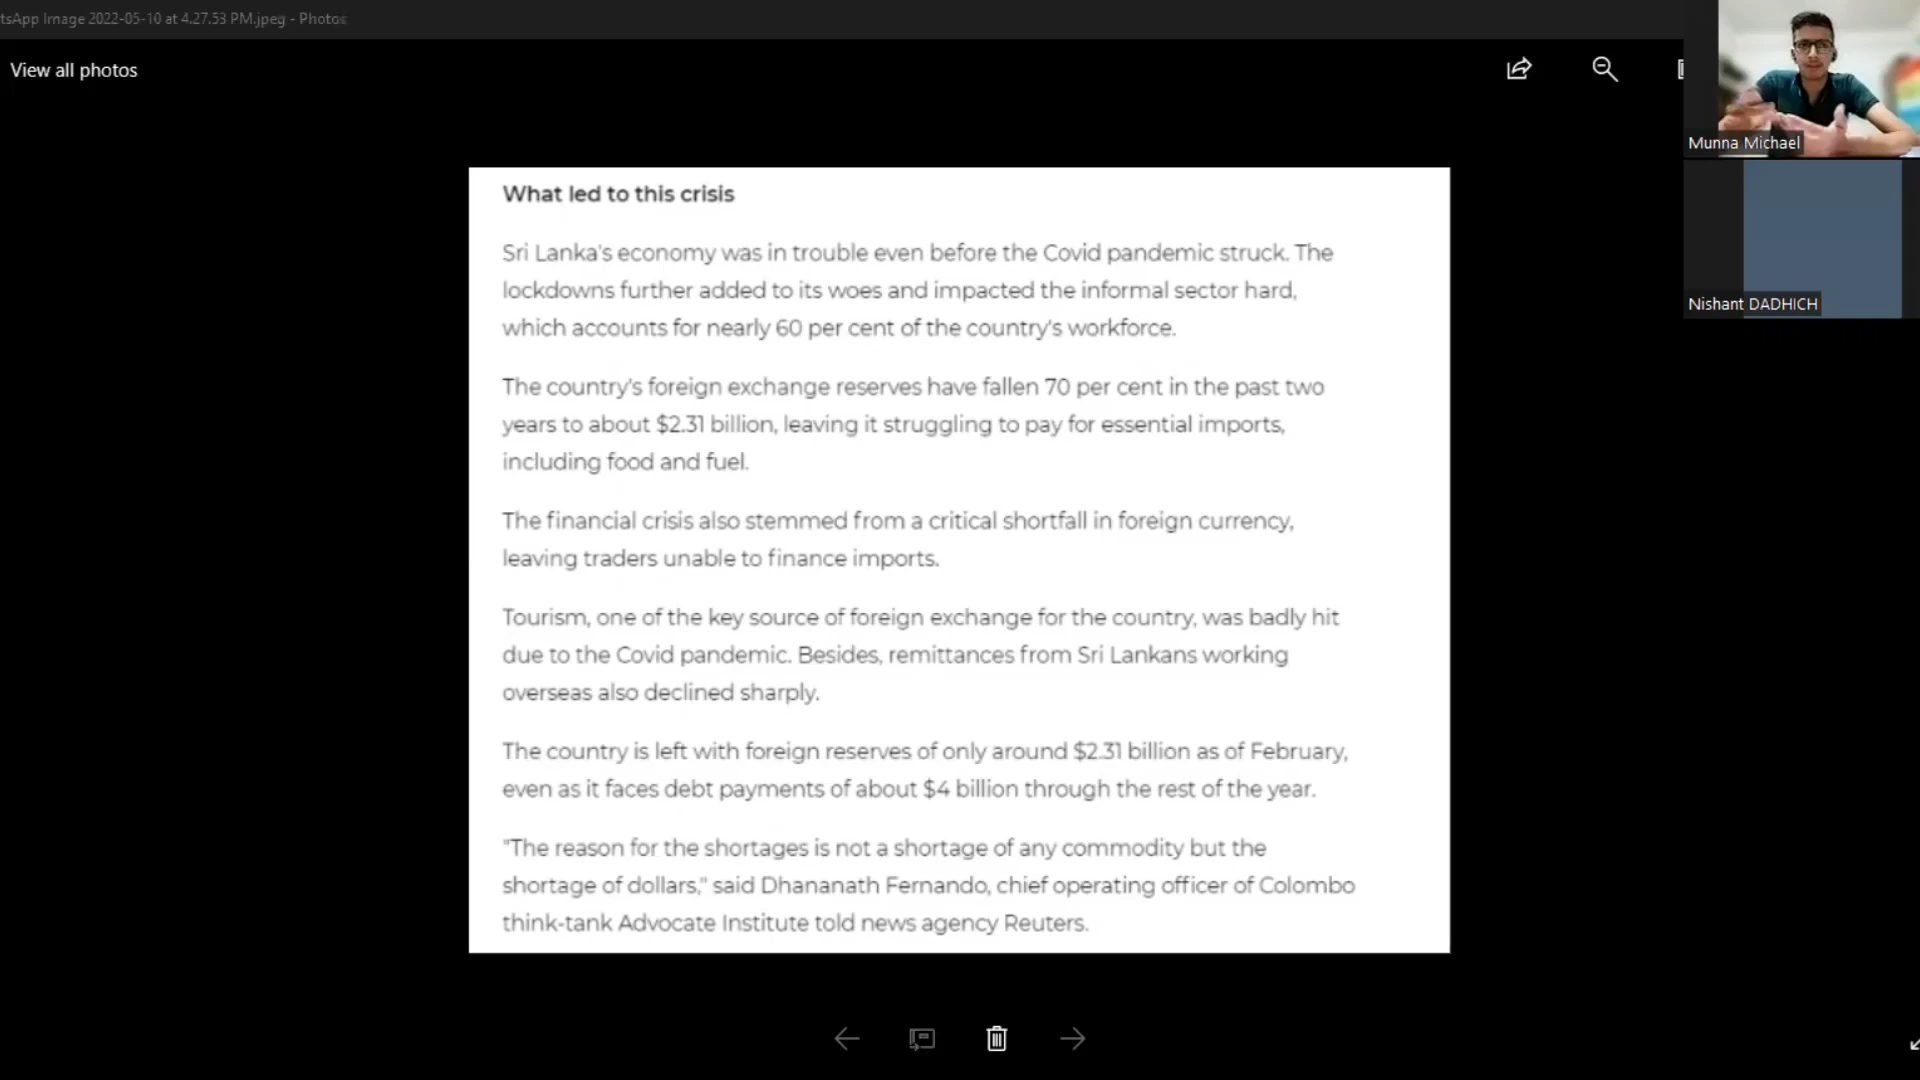 tsApp Image 2022-05-10 at 4.27.53 PM.jpeg - Photos
View all photos
Munna Michael
Nishant DADHICH
What led to this crisis
Sri Lanka's economy was in trouble even before the Covid pandemic struck. The
lockdowns further added to its woes and impacted the informal sector hard,
which accounts for nearly 60 per cent of the country's workforce.
The country's foreign exchange reserves have fallen 70 per cent in the past two
years to about $2.31 billion, leaving it struggling to pay for essential imports,
including food and fuel.
The financial crisis also stemmed from a critical shortfall in foreign currency,
leaving traders unable to finance imports.
Tourism, one of the key source of foreign exchange for the country, was badly hit
due to the Covid pandemic. Besides, remittances from Sri Lankans working
overseas also declined sharply.
The country is left with foreign reserves of only around $2.31 billion as of February,
even as it faces debt payments of about $4 billion through the rest of the year.
"The reason for the shortages is not a shortage of any commodity but the
shortage of dollars," said Dhananath Fernando, chief operating officer of Colombo
think-tank Advocate Institute told news agency Reuters.